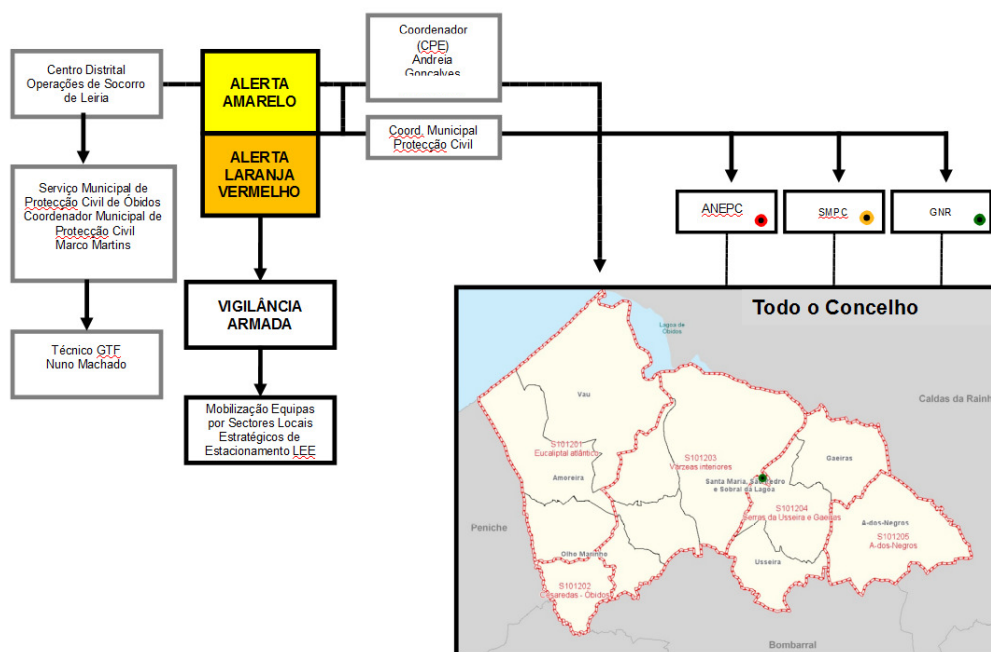 Centro Distrital
Operações de Socorro
de Leiria
ALERTA
AMARELO
Coordenador
(CPE)
Andreia
Gonçalves
Coord. Municipal
Protecção Civil
ALERTA
LARANJA
VERMELHO
Serviço Municipal de
Protecção Civil de Óbidos
Coordenador Municipal de
Protecção Civil
Marco Martins
ANEPC
SMPC
GNR
VIGILÂNCIA
ARMADA
Técnico GTF
Nuno Machado
Mobilização Equipas
por Sectores Locais
Estratégicos de
Estacionamento LEE
Todo o Concelho
Lagoa de
Óbidos
Vau
Caldas da Rainh
S101201
Eucaliptal atlântico
S101203
Várzeas interiores
Gaeiras
Amoreira
Santa Maria, São Pedro
e Sobral da Lagoa
S101204
Serras da Usseira e Gaeiras
Peniche
A-dos-Negros
S101205
A-dos-Negros
Olho Marinho
Usseira
S101202
Cesaredas - Óbidos
Bombarral